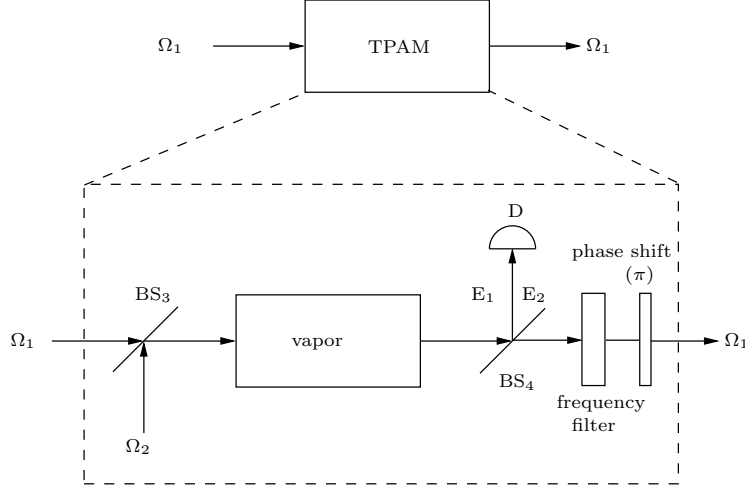 Ω₁
TPAM
Ω₁
D
phase shift
(π)
BS₃
E₁
E₂
Ω₁
vapor
Ω₁
BS₄
frequency
filter
Ω₂